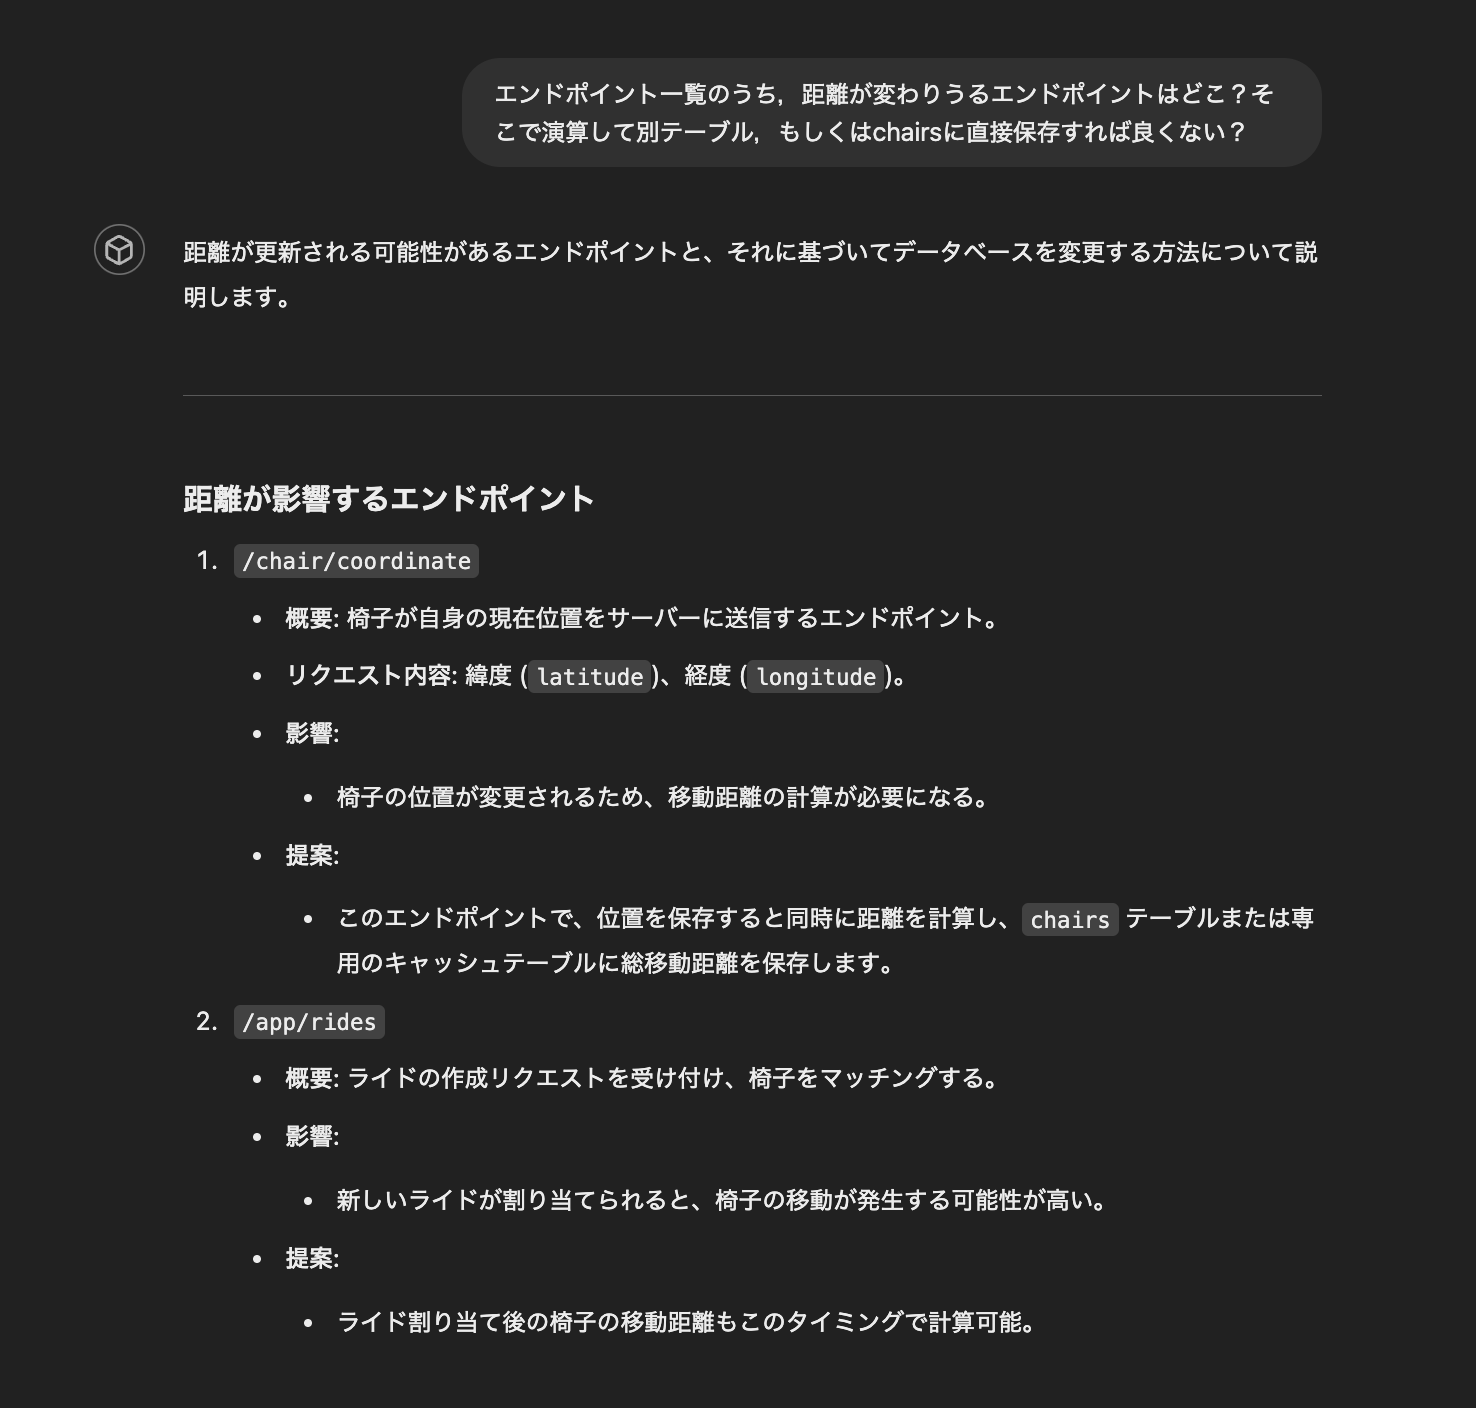 エンドポイント一覧のうち，距離が変わりうるエンドポイントはどこ？そ
こで演算して別テーブル，もしくはchairsに直接保存すれば良くない？
距離が更新される可能性があるエンドポイントと、それに基づいてデータベースを変更する方法について説
明します。
距離が影響するエンドポイント
1. /chair/coordinate
• 概要: 椅子が自身の現在位置をサーバーに送信するエンドポイント。
• リクエスト内容: 緯度 (latitude)、経度 (longitude)。
• 影響:
• 椅子の位置が変更されるため、移動距離の計算が必要になる。
• 提案:
• このエンドポイントで、位置を保存すると同時に距離を計算し、chairs テーブルまたは専
用のキャッシュテーブルに総移動距離を保存します。
2. /app/rides
• 概要: ライドの作成リクエストを受け付け、椅子をマッチングする。
• 影響:
• 新しいライドが割り当てられると、椅子の移動が発生する可能性が高い。
• 提案:
• ライド割り当て後の椅子の移動距離もこのタイミングで計算可能。